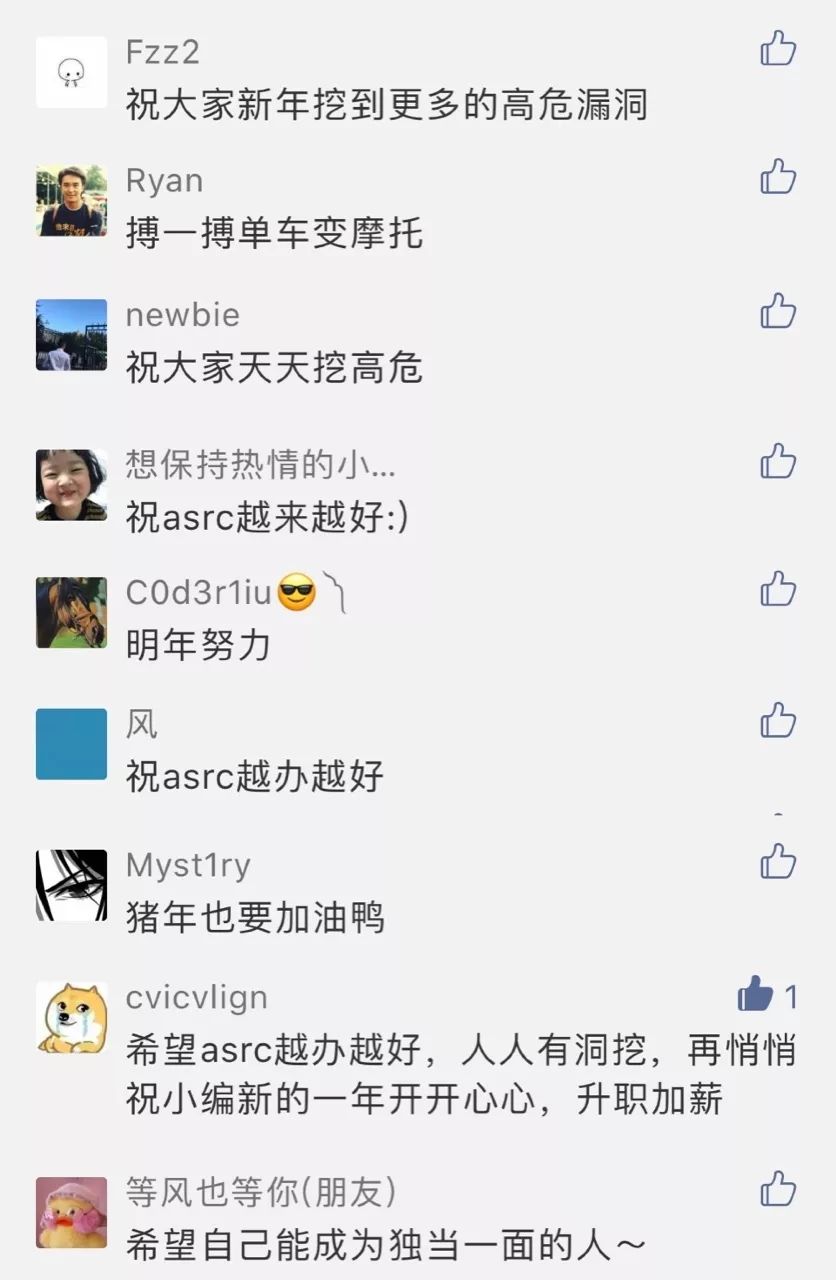 Fzz2
祝大家新年挖到更多的高危漏洞
Ryan
搏一搏单车变摩托
newbie
祝大家天天挖高危
想保持热情的小...
祝asrc越来越好:)
C0d3r1iu😎
明年努力
风
祝asrc越办越好
Myst1ry
猪年也要加油鸭
cvicvlign
1
希望asrc越办越好，人人有洞挖，再悄悄
祝小编新的一年开开心心，升职加薪
等风也等你(朋友)
希望自己能成为独当一面的人～